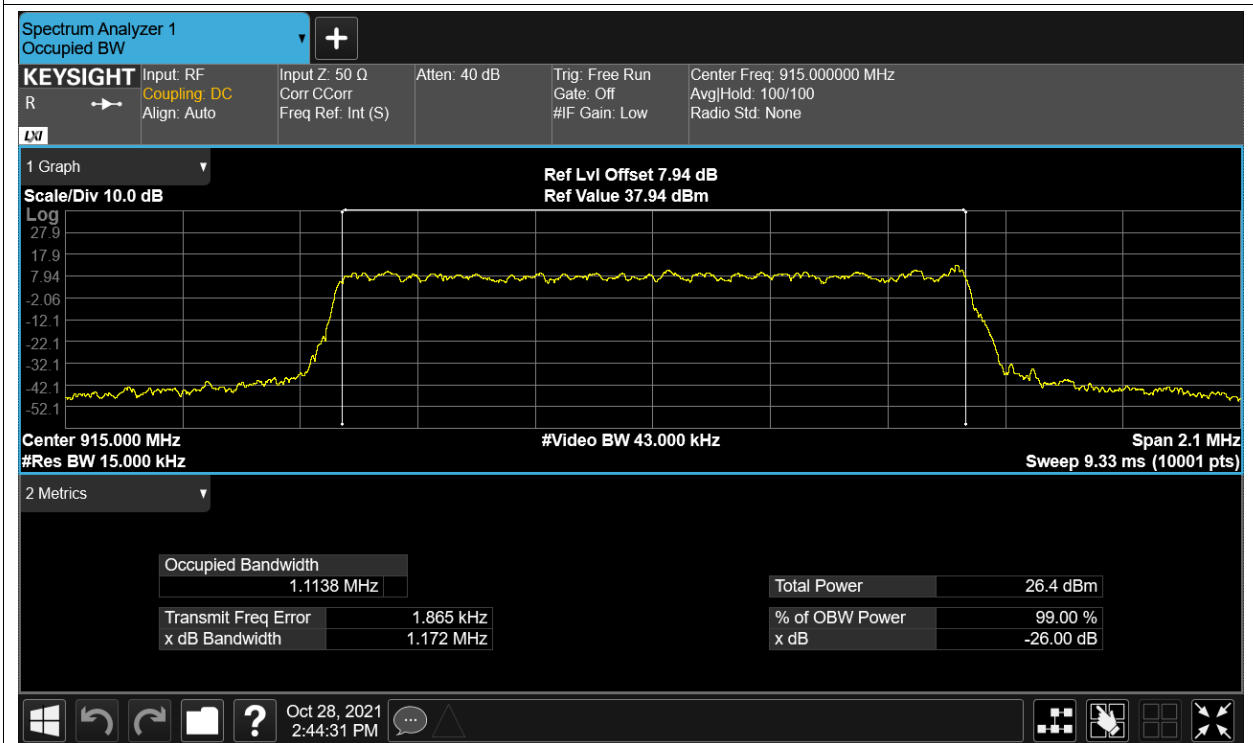 Spectrum Analyzer 1
Occupied BW
KEYSIGHT
R
LXI
Input: RF
Coupling: DC
Align: Auto
Input Z: 50 Ω
Corr CCorr
Freq Ref: Int (S)
Atten: 40 dB
Trig: Free Run
Gate: Off
#IF Gain: Low
Center Freq: 915.000000 MHz
Avg|Hold: 100/100
Radio Std: None
1 Graph
Scale/Div 10.0 dB
Ref Lvl Offset 7.94 dB
Ref Value 37.94 dBm
Log
27.9
17.9
7.94
-2.06
-12.1
-22.1
-32.1
-42.1
-52.1
Center 915.000 MHz
#Res BW 15.000 kHz
#Video BW 43.000 kHz
Span 2.1 MHz
Sweep 9.33 ms (10001 pts)
2 Metrics
Occupied Bandwidth
1.1138 MHz
Transmit Freq Error 1.865 kHz
x dB Bandwidth 1.172 MHz
Total Power 26.4 dBm
% of OBW Power 99.00 %
x dB -26.00 dB
?
Oct 28, 2021
2:44:31 PM